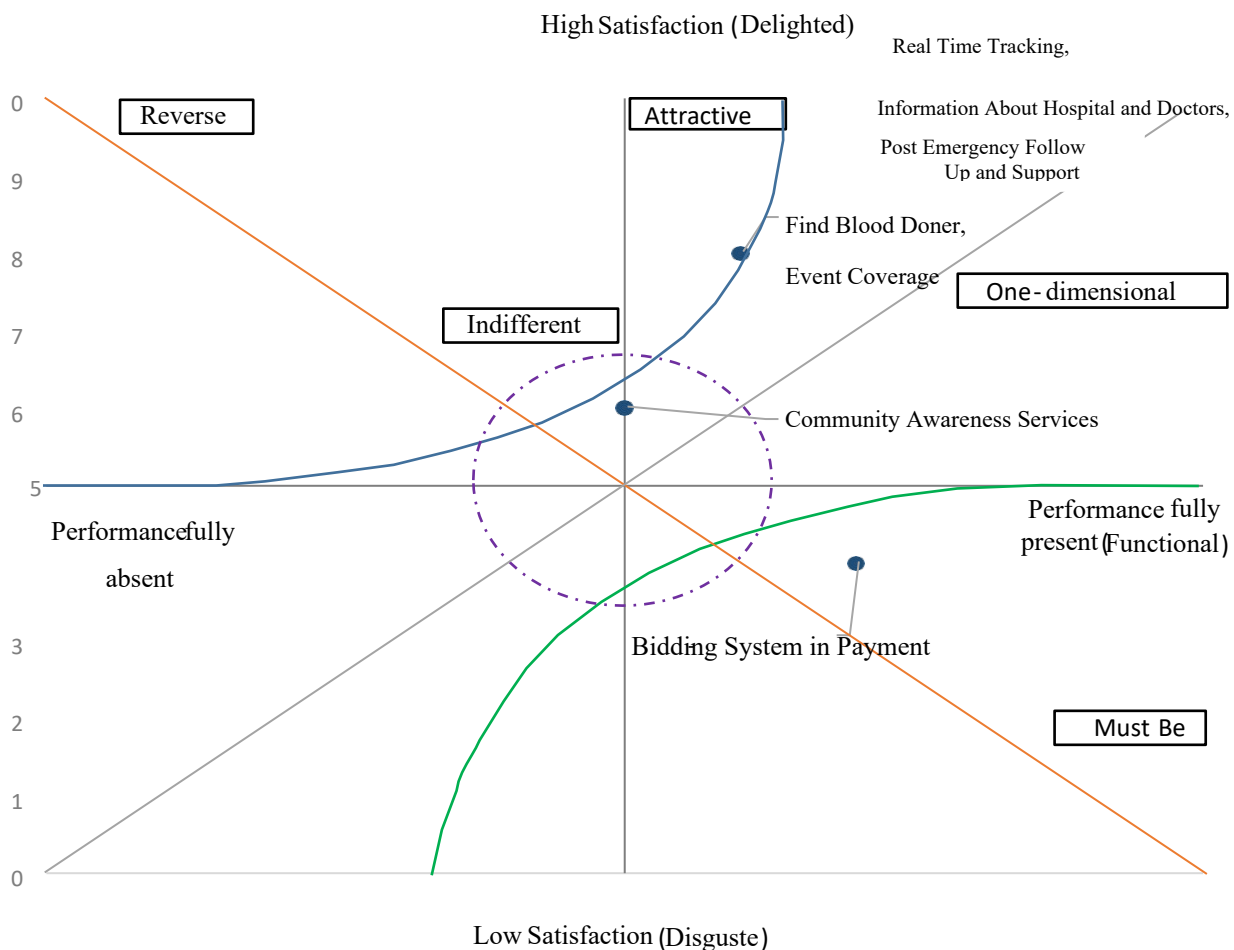 High Satisfaction (Delighted)
Real Time Tracking,
0
Reverse
Attractive
Information About Hospital and Doctors,
Post Emergency Follow
Up and Support
9
Find Blood Doner,
8
Event Coverage
One-dimensional
7
Indifferent
6
Community Awareness Services
5
Performance fully
absent
Performance fully
present (Functional)
3
Bidding System in Payment
2
Must Be
1
0
Low Satisfaction (Disguste)